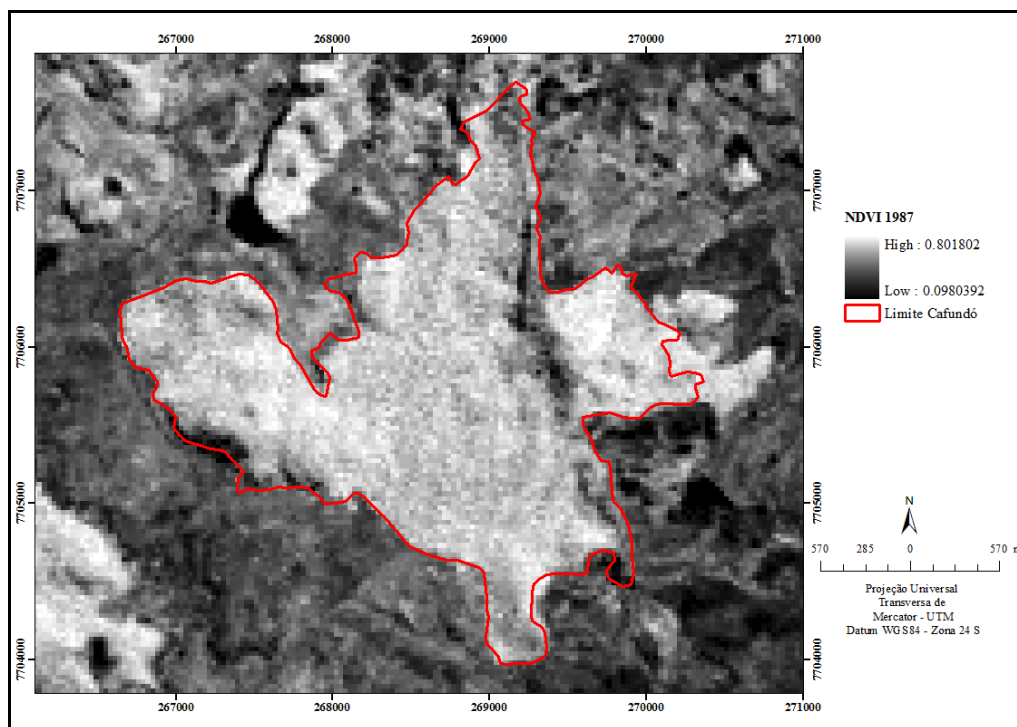 267000 268000 269000 270000 271000
7707000 7707000
7706000 7706000
7705000 7705000
7704000 7704000
267000 268000 269000 270000 271000
NDVI 1987
High : 0.801802
Low : 0.0980392
Limite Cafundó
N
570 285 0 570 m
Projeção Universal
Transversa de
Mercator - UTM
Datum WGS84 - Zona 24 S